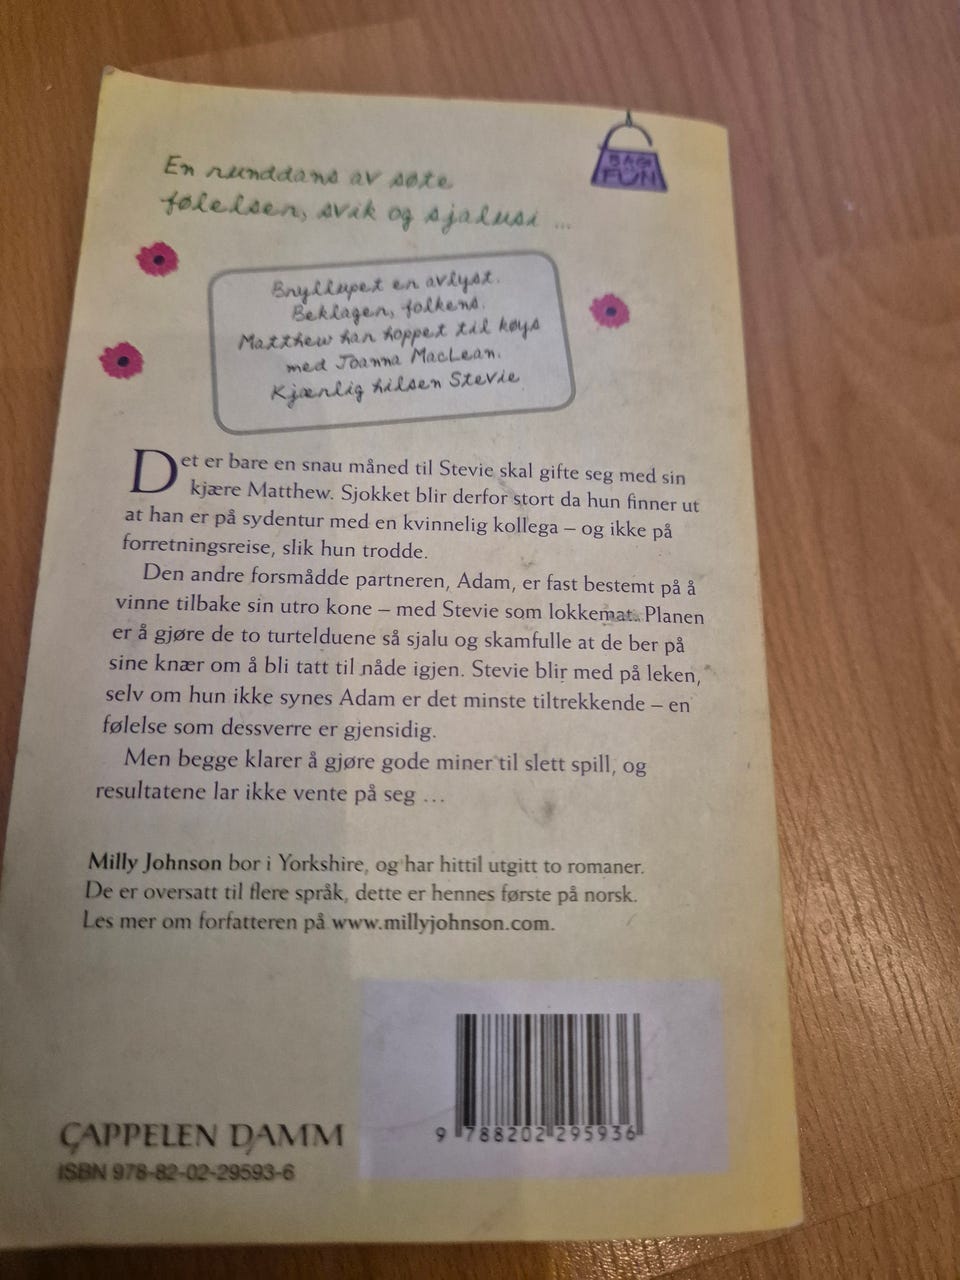 En runddans av søte
følelser, svik og sjalusi ...
BAG
FUN
Bryllupet er avlyst.
Beklager, folkens.
Matthew har hoppet til køys
med Joanna MacLean.
Kjærlig hilsen Stevie
Det er bare en snau måned til Stevie skal gifte seg med sin
kjære Matthew. Sjokket blir derfor stort da hun finner ut
at han er på sydentur med en kvinnelig kollega – og ikke på
forretningsreise, slik hun trodde.
Den andre forsmådde partneren, Adam, er fast bestemt på å
vinne tilbake sin utro kone – med Stevie som lokkemat. Planen
er å gjøre de to turtelduene så sjalu og skamfulle at de ber på
sine knær om å bli tatt til nåde igjen. Stevie blir med på leken,
selv om hun ikke synes Adam er det minste tiltrekkende – en
følelse som dessverre er gjensidig.
Men begge klarer å gjøre gode miner til slett spill, og
resultatene lar ikke vente på seg ...
Milly Johnson bor i Yorkshire, og har hittil utgitt to romaner.
De er oversatt til flere språk, dette er hennes første på norsk.
Les mer om forfatteren på www.millyjohnson.com.
CAPPELEN DAMM
ISBN 978-82-02-29593-6
9 788202 295936